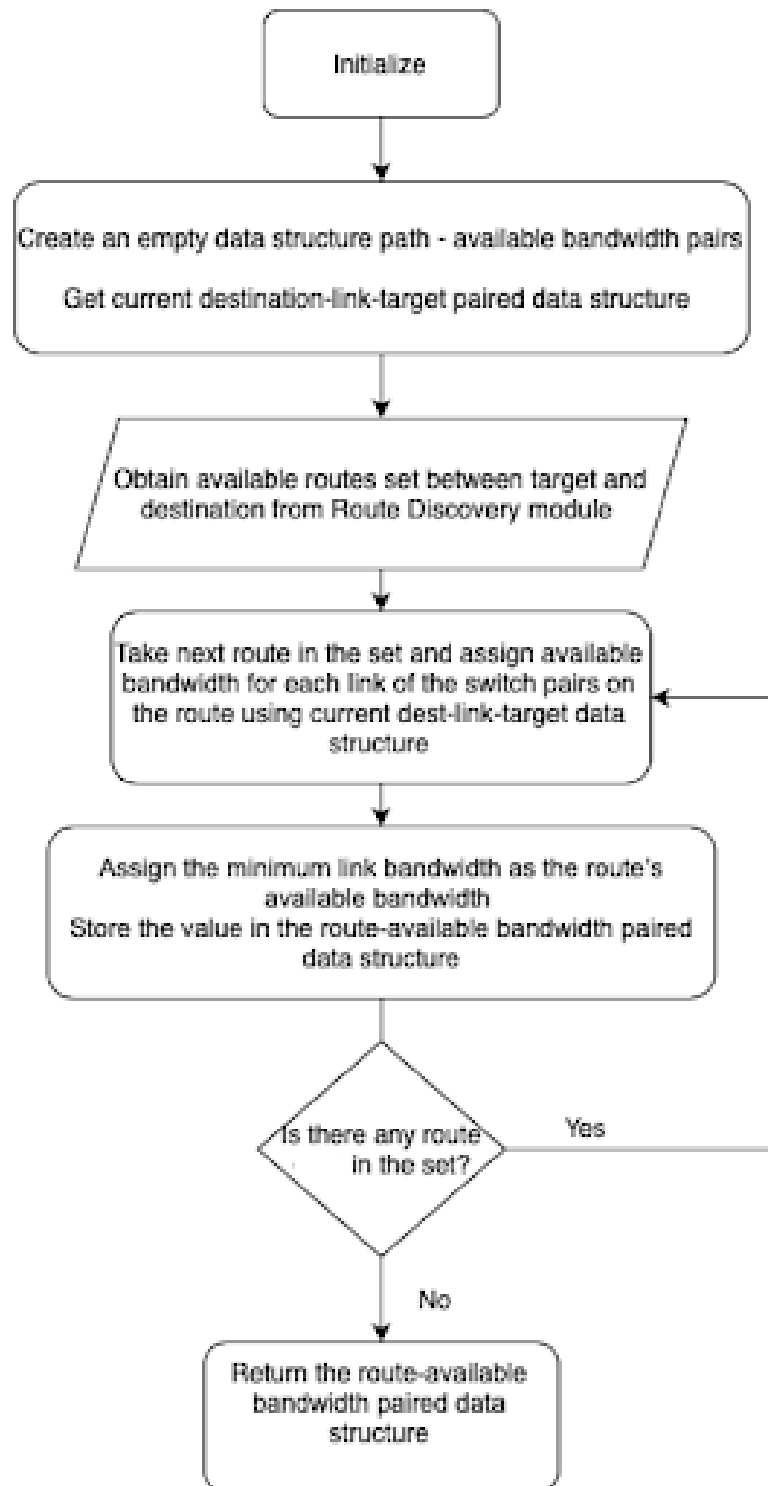 Initialize
Create an empty data structure path - available bandwidth pairs
Get current destination-link-target paired data structure
Obtain available routes set between target and
destination from Route Discovery module
Take next route in the set and assign available
bandwidth for each link of the switch pairs on
the route using current dest-link-target data
structure
Assign the minimum link bandwidth as the route's
available bandwidth
Store the value in the route-available bandwidth paired
data structure
Is there any route
in the set?
Yes
No
Return the route-available
bandwidth paired data
structure